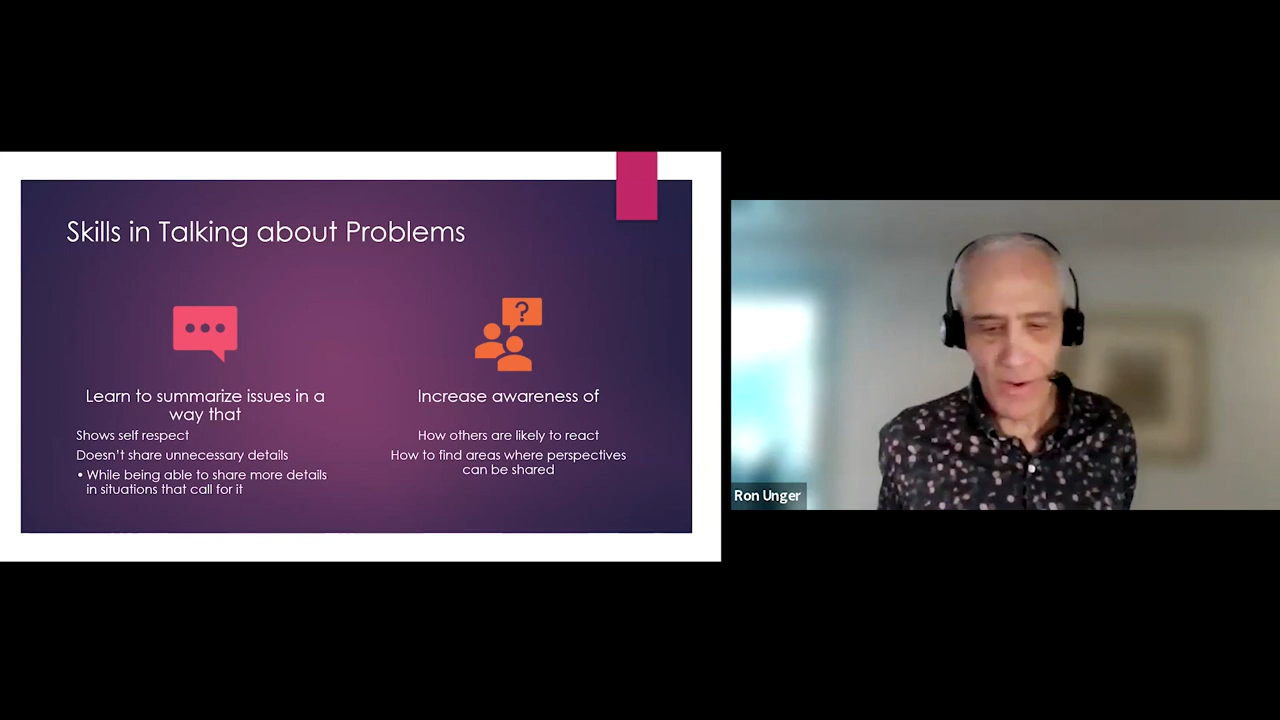 Skills in Talking about Problems
?
Learn to summarize issues in a
way that
Shows self respect
Doesn't share unnecessary details
• While being able to share more details
in situations that call for it
Increase awareness of
How others are likely to react
How to find areas where perspectives
can be shared
Ron Unger